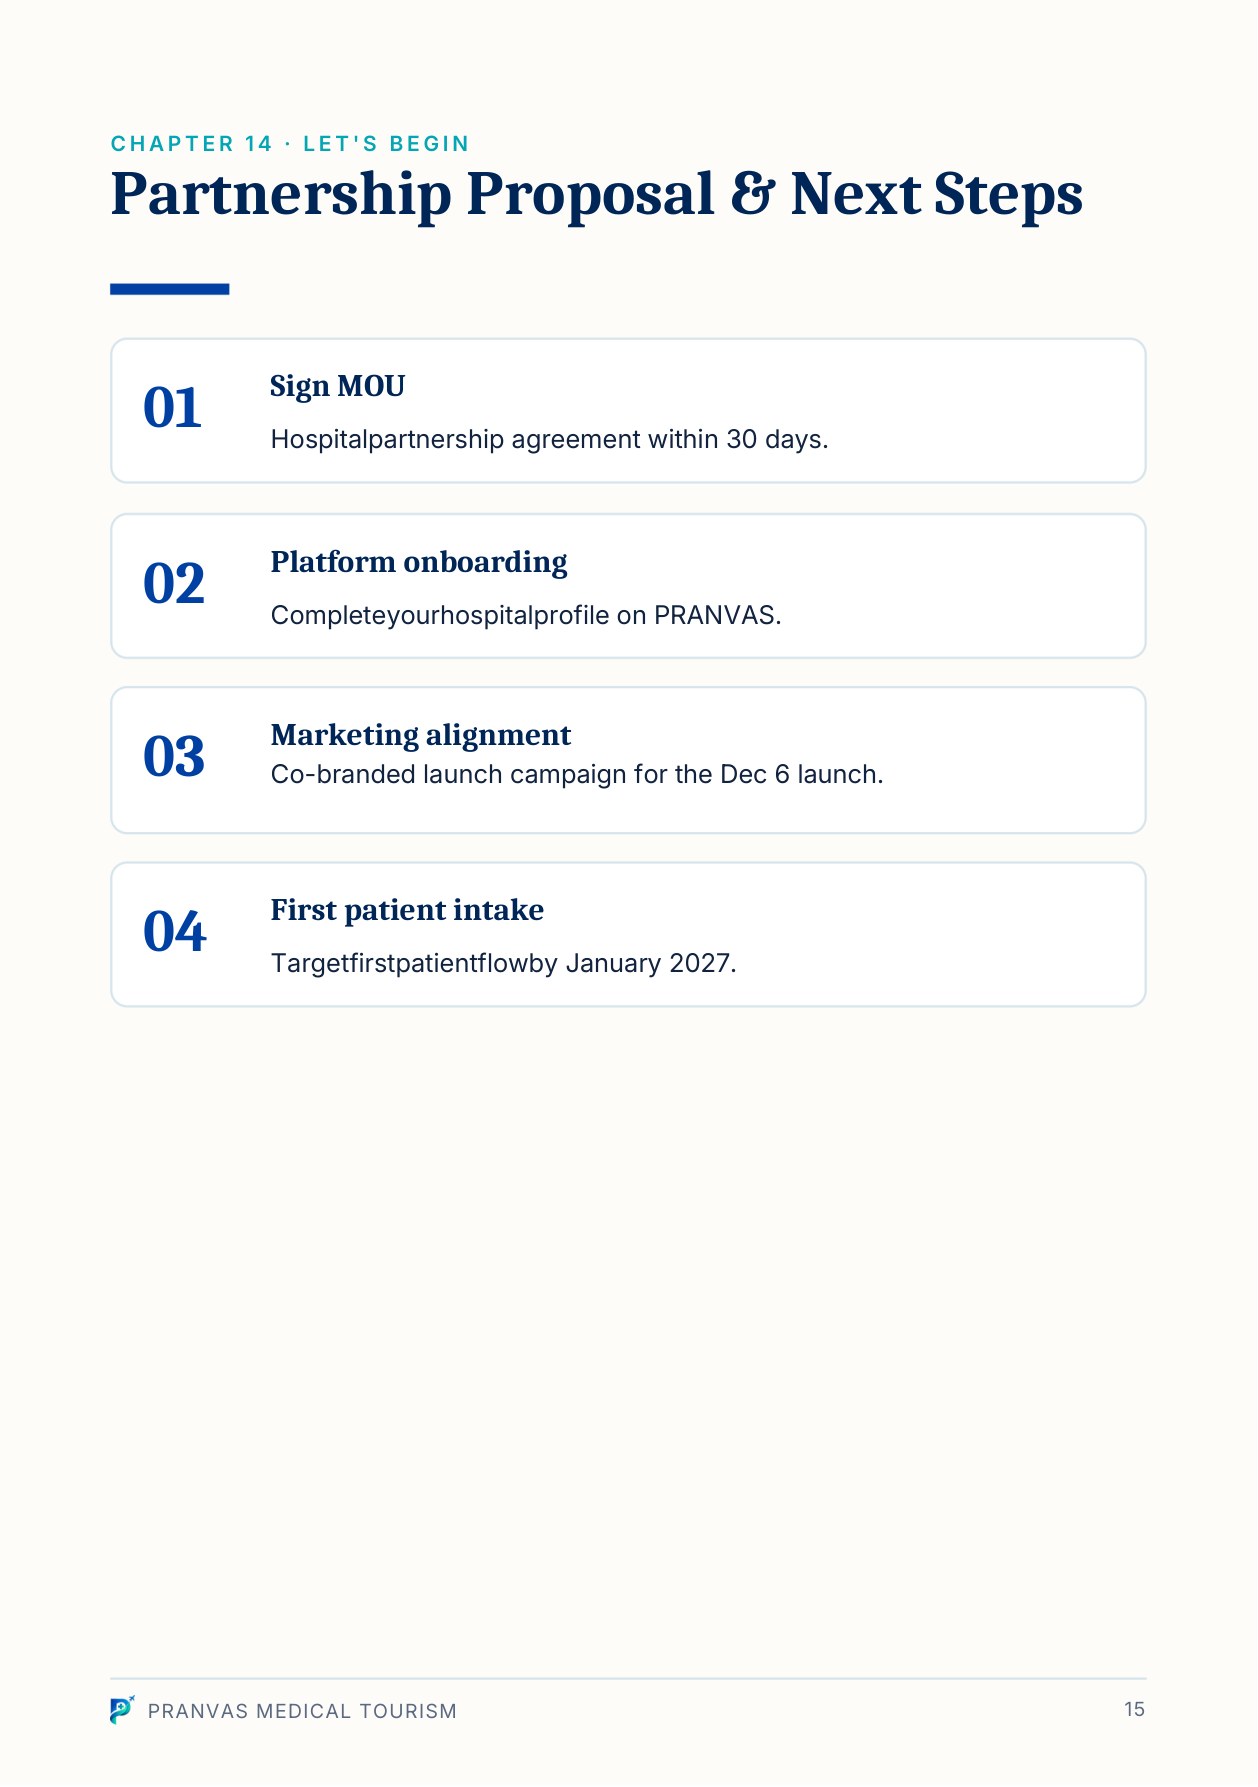 CHAPTER 14 · LET'S BEGIN
Partnership Proposal & Next Steps
01
Sign MOU
Hospitalpartnership agreement within 30 days.
02
Platform onboarding
Completeyourhospitalprofile on PRANVAS.
03
Marketing alignment
Co-branded launch campaign for the Dec 6 launch.
04
First patient intake
Targetfirstpatientflowby January 2027.
PRANVAS MEDICAL TOURISM
15